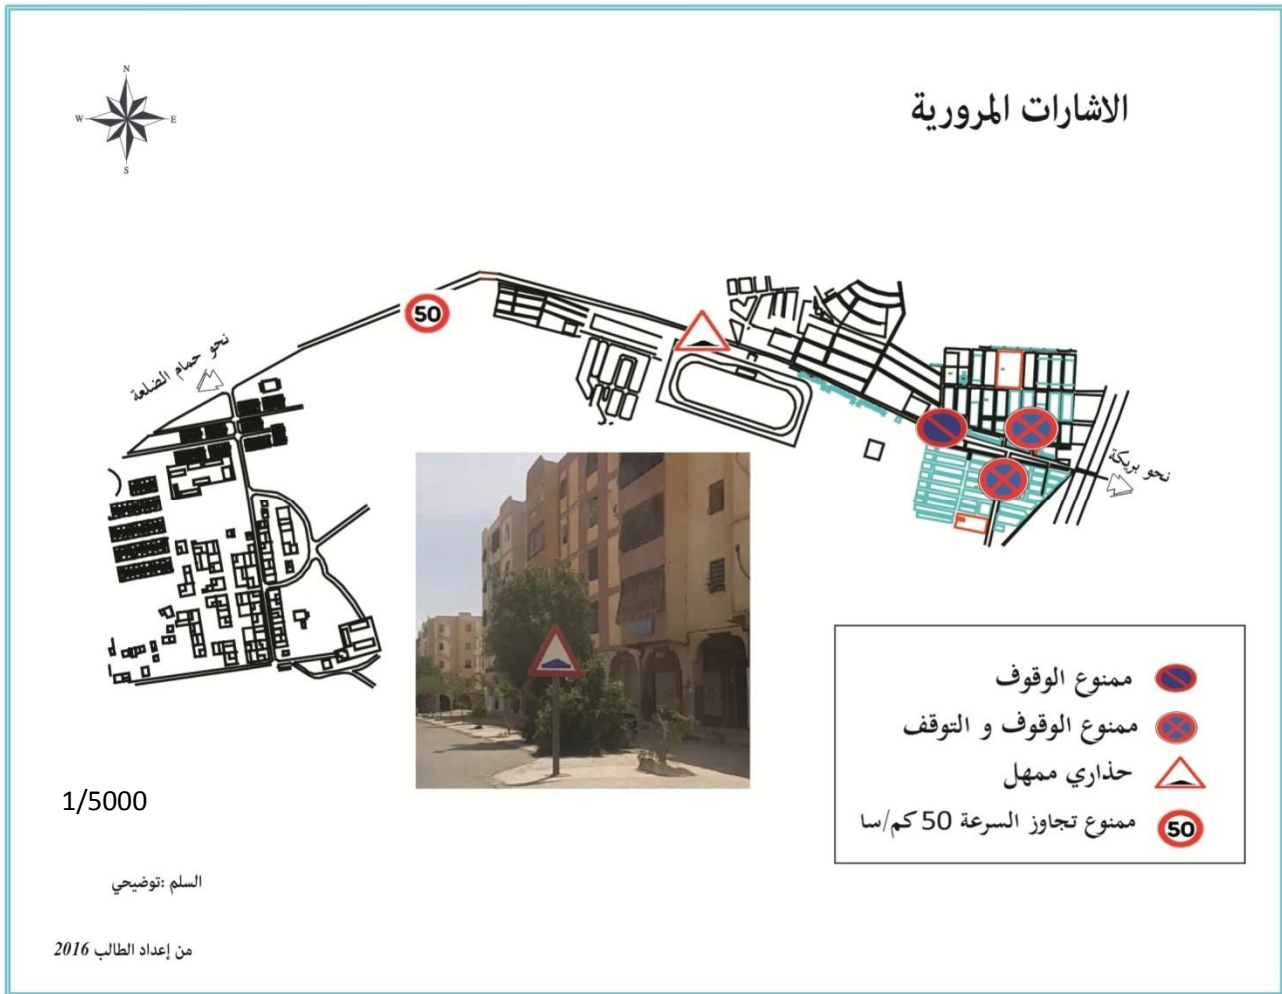 الاشارات المرورية
N
W
E
S
50
نحو حمام الضلعة
نحو بريكة
ممنوع الوقوف
ممنوع الوقوف و التوقف
حذاري ممهل
ممنوع تجاوز السرعة 50 كم/سا
50
1/5000
السلم :توضيحي
من إعداد الطالب 2016